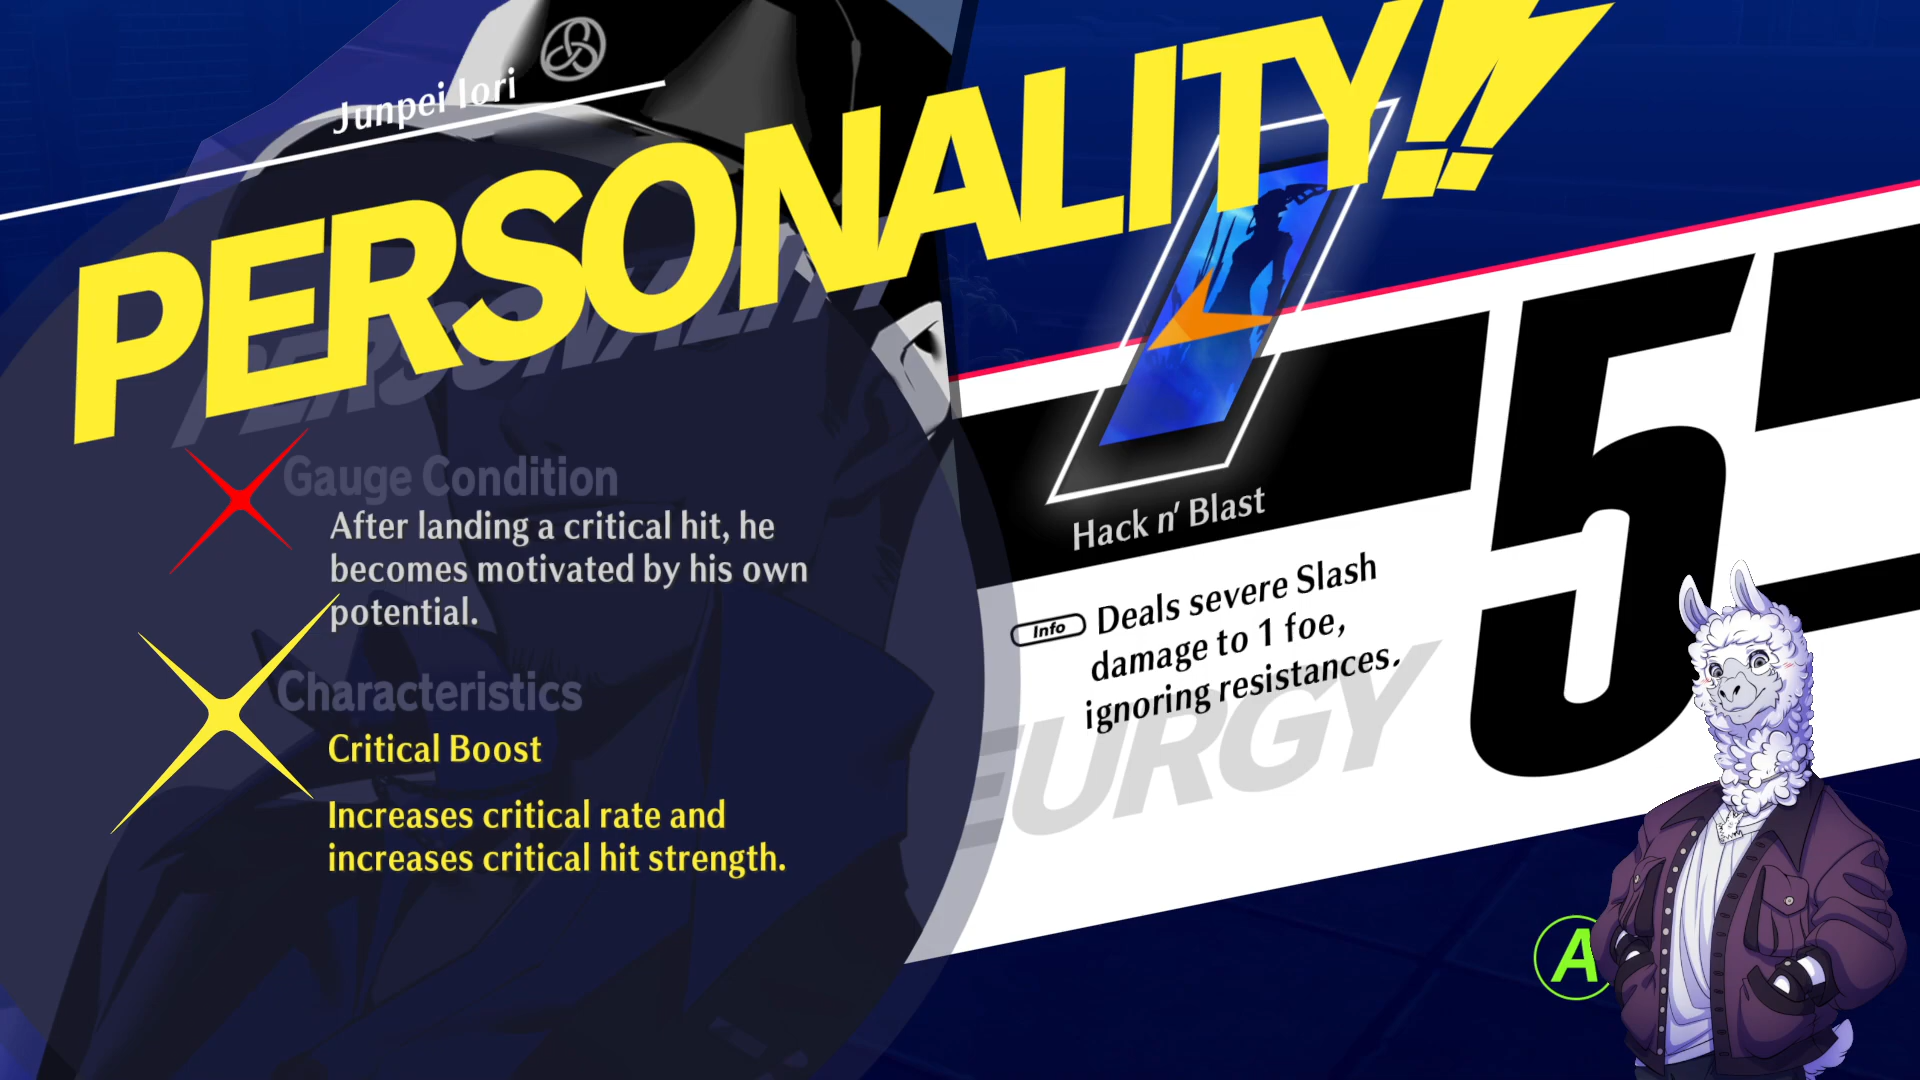 Junpei Iori
PERSONALITY!!
PERSONALITY
Gauge Condition
After landing a critical hit, he
becomes motivated by his own
potential.
Characteristics
Critical Boost
Increases critical rate and
increases critical hit strength.
Hack n' Blast
Info
Deals severe Slash
damage to 1 foe,
ignoring resistances.
EURGY
5
A